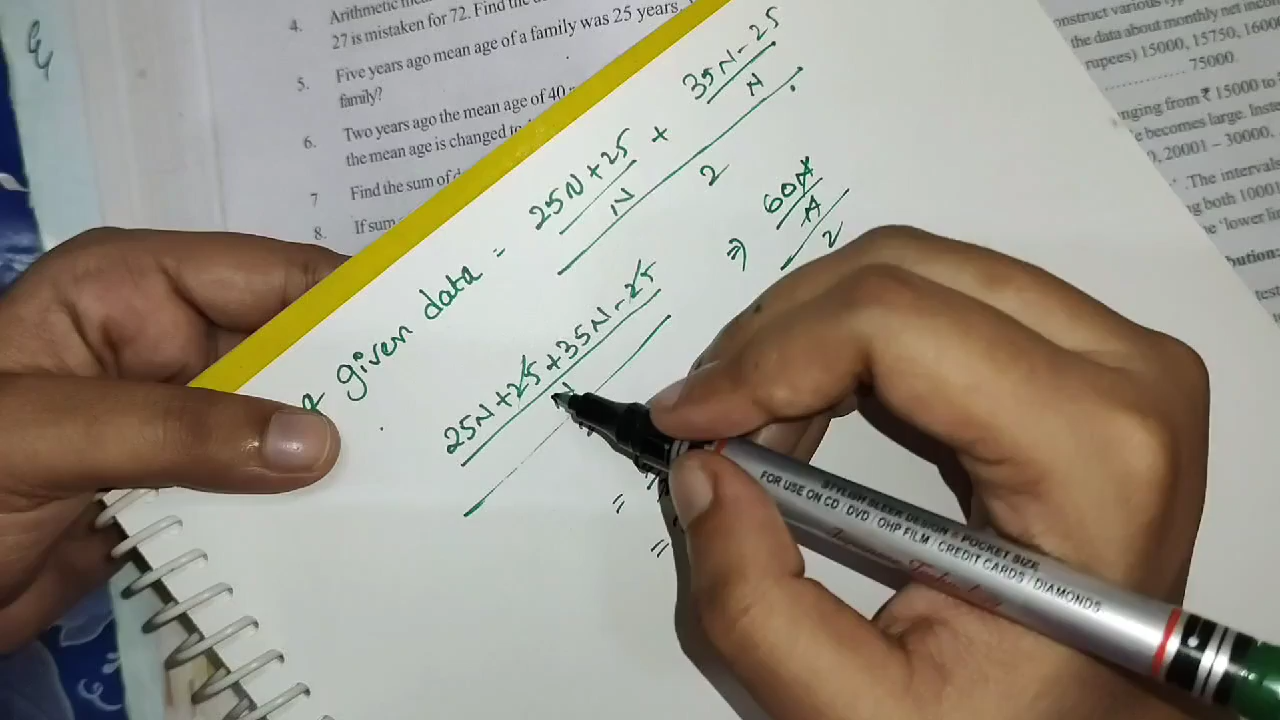 4. Arithmetic me
27 is mistaken for 72. Find the
5. Five years ago mean age of a family was 25 years.
family?
6. Two years ago the mean age of 40
the mean age is changed to
7 Find the sum of
8. If sum
onstruct various
the data about monthly net inco
rupees) 15000, 15750, 1600
.......... 75000.
nging from ₹ 15000 to
e becomes large. Inste
), 20001 – 30000,
. The intervals
ng both 1000
he 'lower li
bution:
test
given data = 25N+25 / N + 35N-25 / N
2
25N+25+35N-25
N
⇒ 60N / N
2
=
=
STYLISH SLEEK DESIGN POCKET SIZE
FOR USE ON CD / DVD / OHP FILM / CREDIT CARDS / DIAMONDS